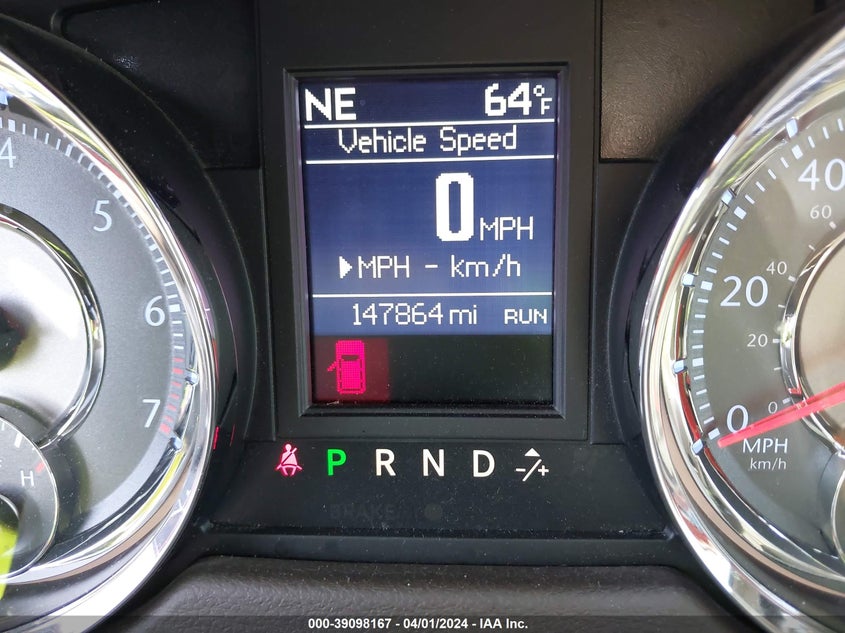 NE 64°F
Vehicle Speed
0 MPH
▶MPH - km/h
147864 mi RUN
P R N D -/+
BRAKE
4
5
6
7
H
40
60
20
40
20
0
0
MPH
km/h
000-39098167 - 04/01/2024 - IAA Inc.